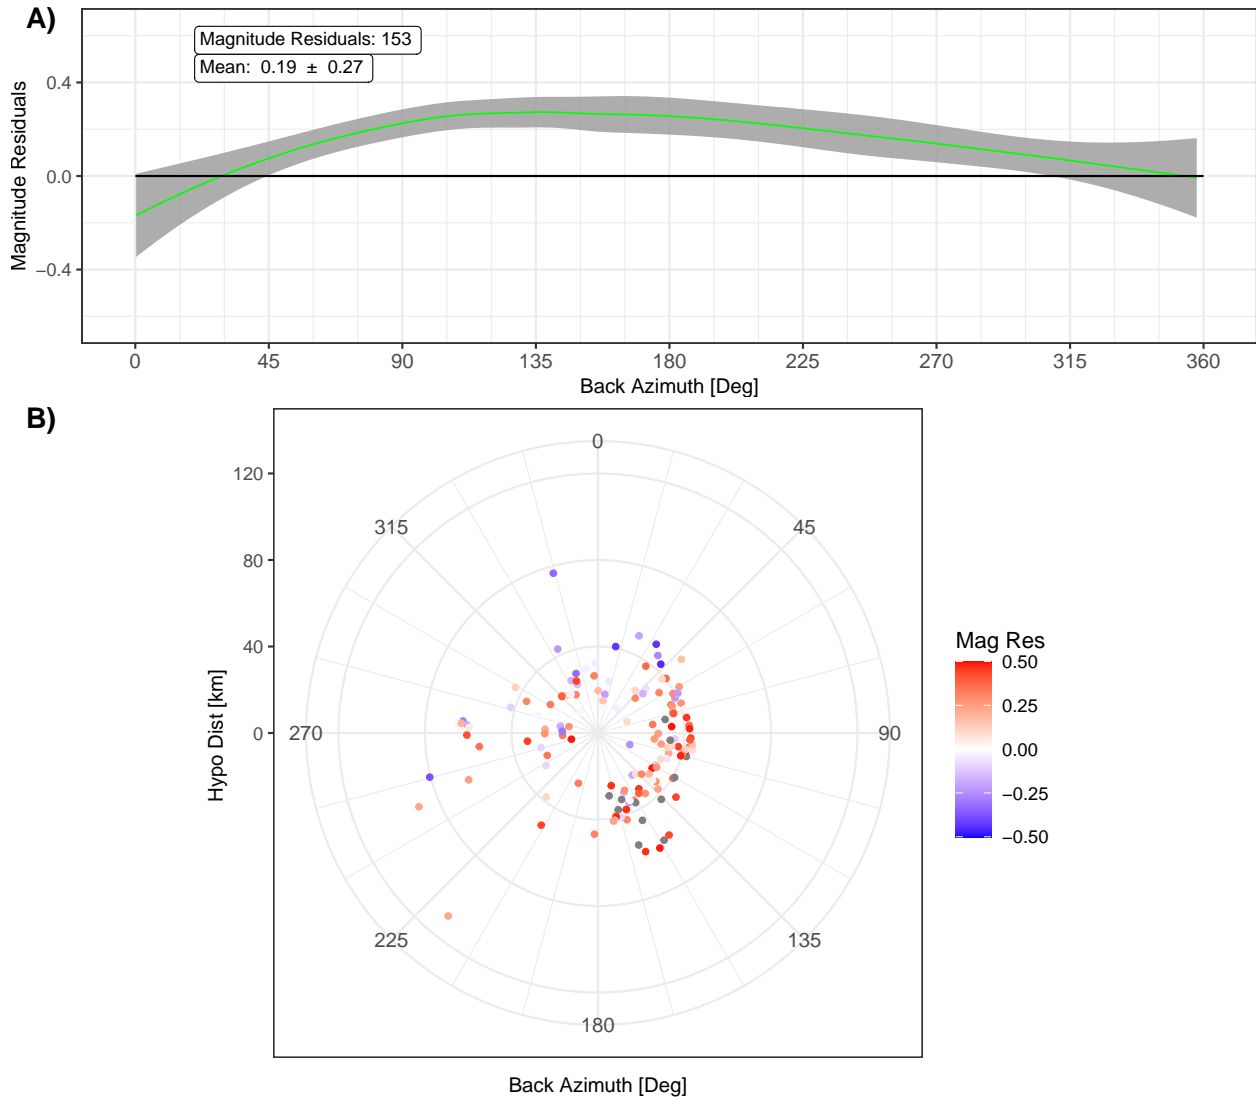 A)
Magnitude Residuals: 153
Mean:  0.19  ±  0.27
Magnitude Residuals
0.4
0.0
−0.4
0 45 90 135 180 225 270 315 360
Back Azimuth [Deg]
B)
Hypo Dist [km]
120
80
40
0
0
45
90
135
180
225
270
315
Back Azimuth [Deg]
Mag Res
0.50
0.25
0.00
−0.25
−0.50